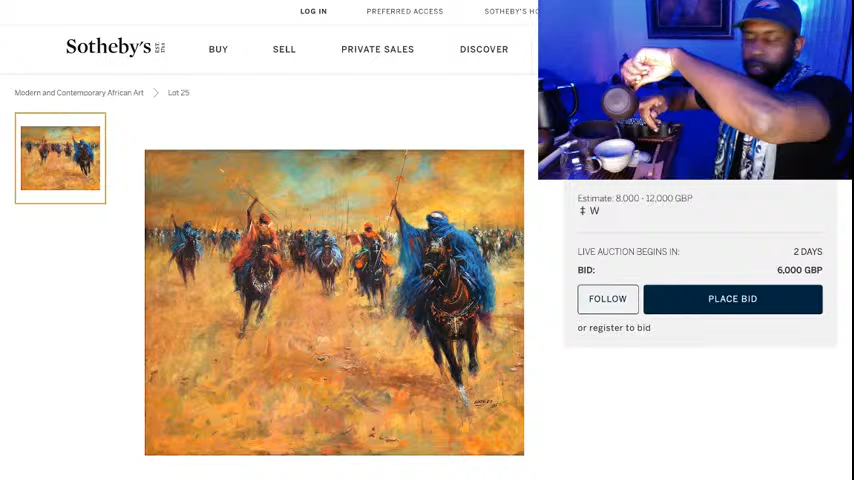 LOG IN PREFERRED ACCESS SOTHEBY'S
Sotheby's EST. 1744
BUY SELL PRIVATE SALES DISCOVER
Modern and Contemporary African Art > Lot 25
Estimate: 8,000 - 12,000 GBP
‡ W
LIVE AUCTION BEGINS IN: 2 DAYS
BID: 6,000 GBP
FOLLOW PLACE BID
or register to bid